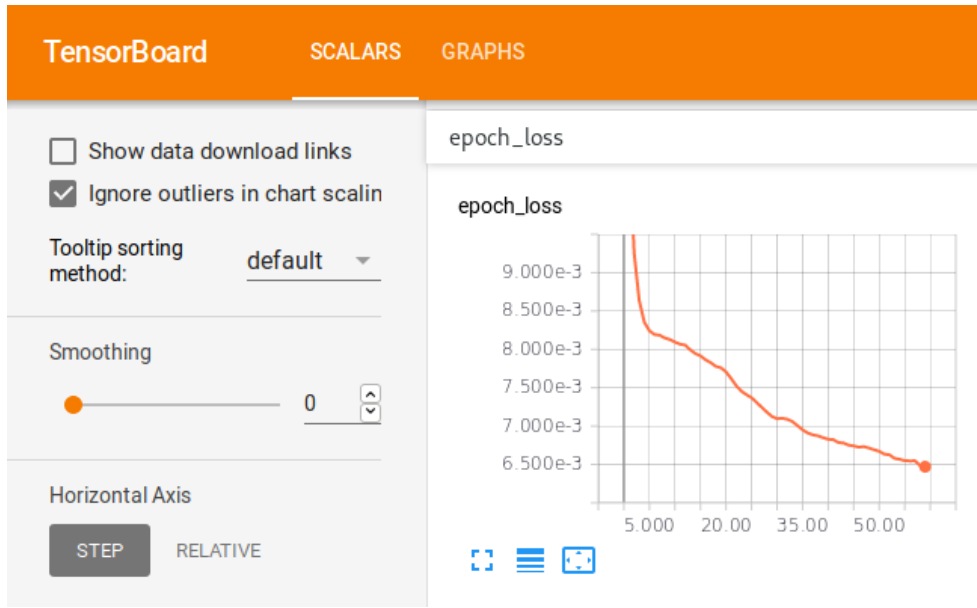 TensorBoard SCALARS GRAPHS
Show data download links
Ignore outliers in chart scalin
Tooltip sorting
method:
default
Smoothing
0
Horizontal Axis
STEP RELATIVE
epoch_loss
epoch_loss
9.000e-3
8.500e-3
8.000e-3
7.500e-3
7.000e-3
6.500e-3
5.000 20.00 35.00 50.00